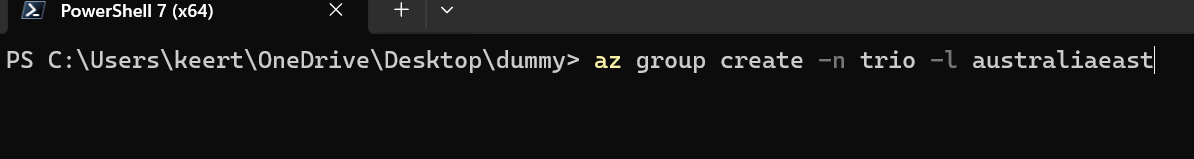 PowerShell 7 (x64)
PS C:\Users\keert\OneDrive\Desktop\dummy> az group create -n trio -l australiaeast